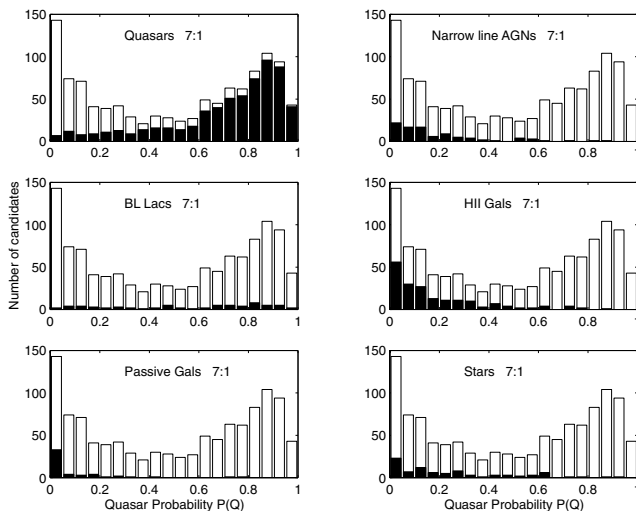 Quasars 7:1
150
100
50
0
0 0.2 0.4 0.6 0.8 1
Narrow line AGNs 7:1
150
100
50
0
0 0.2 0.4 0.6 0.8 1
Number of candidates
BL Lacs 7:1
150
100
50
0
0 0.2 0.4 0.6 0.8 1
HII Gals 7:1
150
100
50
0
0 0.2 0.4 0.6 0.8 1
Passive Gals 7:1
150
100
50
0
0 0.2 0.4 0.6 0.8 1
Quasar Probability P(Q)
Stars 7:1
150
100
50
0
0 0.2 0.4 0.6 0.8 1
Quasar Probability P(Q)